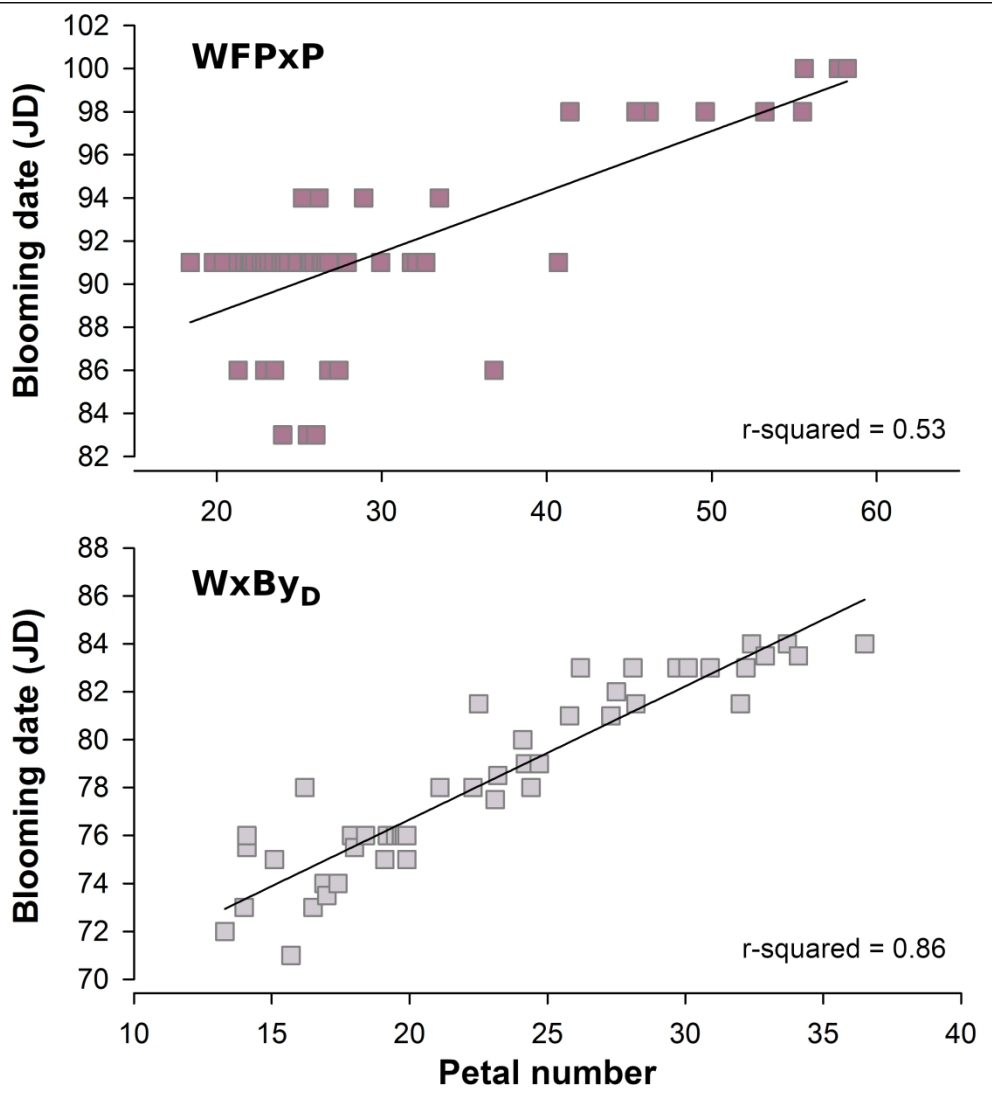 WFPxP
Blooming date (JD)
102
100
98
96
94
92
90
88
86
84
82
r-squared = 0.53
20 30 40 50 60
WxByD
Blooming date (JD)
88
86
84
82
80
78
76
74
72
70
r-squared = 0.86
10 15 20 25 30 35 40
Petal number